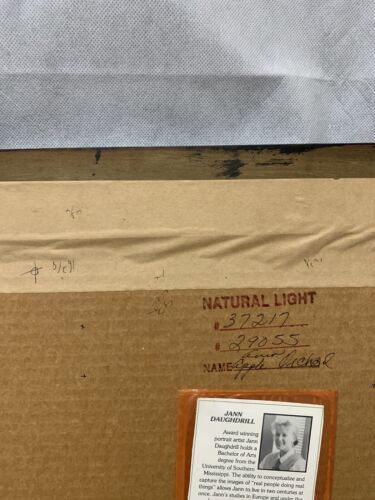 NATURAL LIGHT
# 37217
# 29055
NAME Apple Orchard
JANN
DAUGHDRILL
Award winning
portrait artist Jann
Daughdrill holds a
Bachelor of Arts
degree from the
University of Southern
Mississippi. The ability to conceptualize and
capture the images of "real people doing real
things" allows Jann to live in two centuries at
once. Jann's studies in Europe and under the